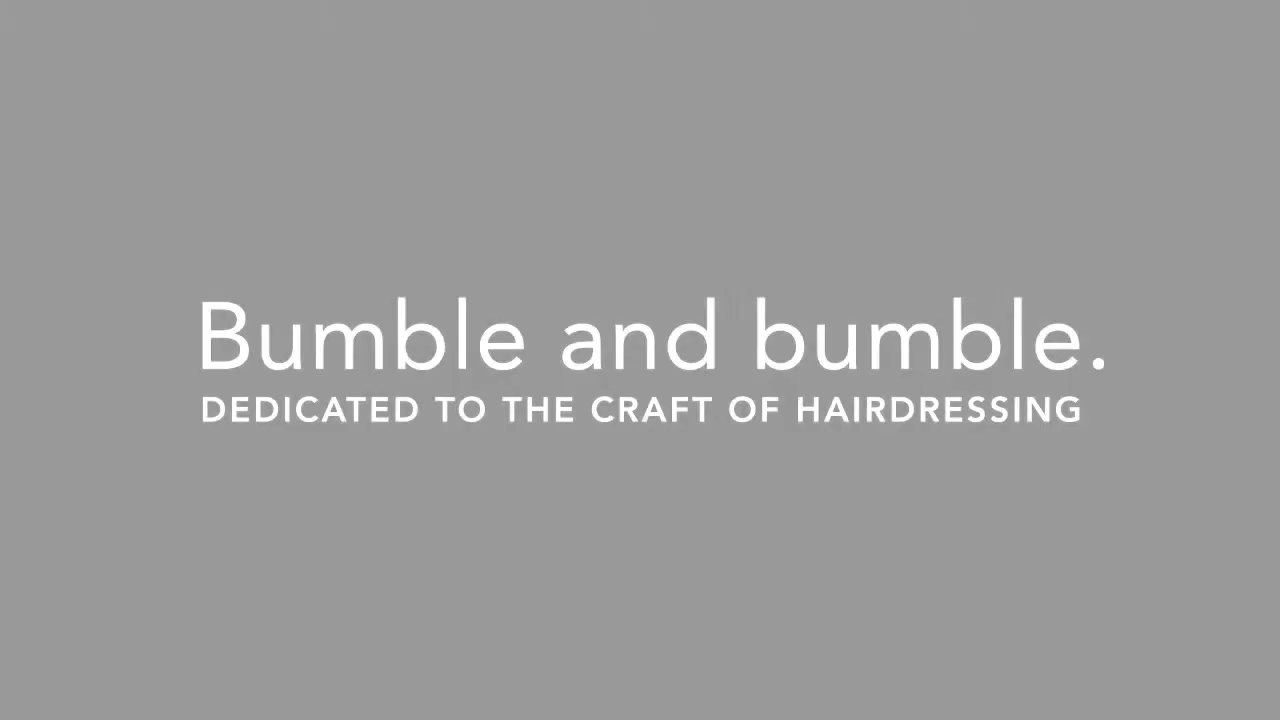 Bumble and bumble.
DEDICATED TO THE CRAFT OF HAIRDRESSING